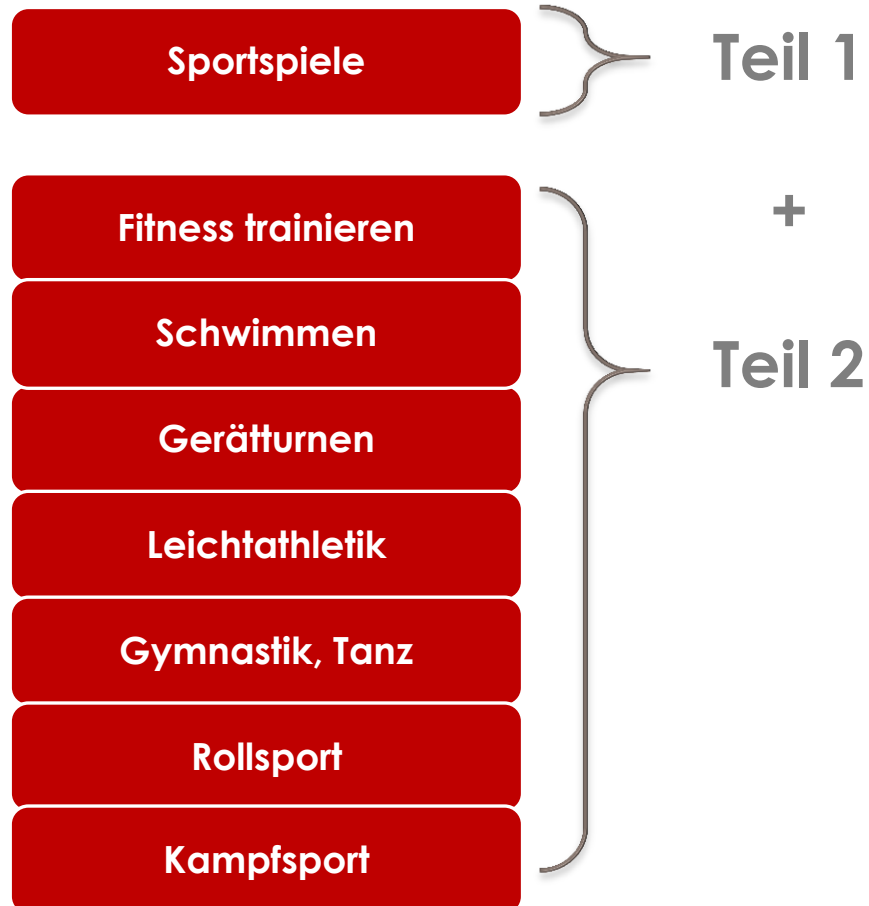 Sportspiele
Teil 1
Fitness trainieren
+
Schwimmen
Teil 2
Gerätturnen
Leichtathletik
Gymnastik, Tanz
Rollsport
Kampfsport